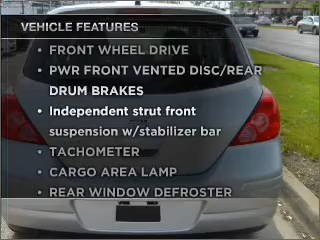 VEHICLE FEATURES
• FRONT WHEEL DRIVE
• PWR FRONT VENTED DISC/REAR
DRUM BRAKES
• Independent strut front
suspension w/stabilizer bar
• TACHOMETER
• CARGO AREA LAMP
• REAR WINDOW DEFROSTER